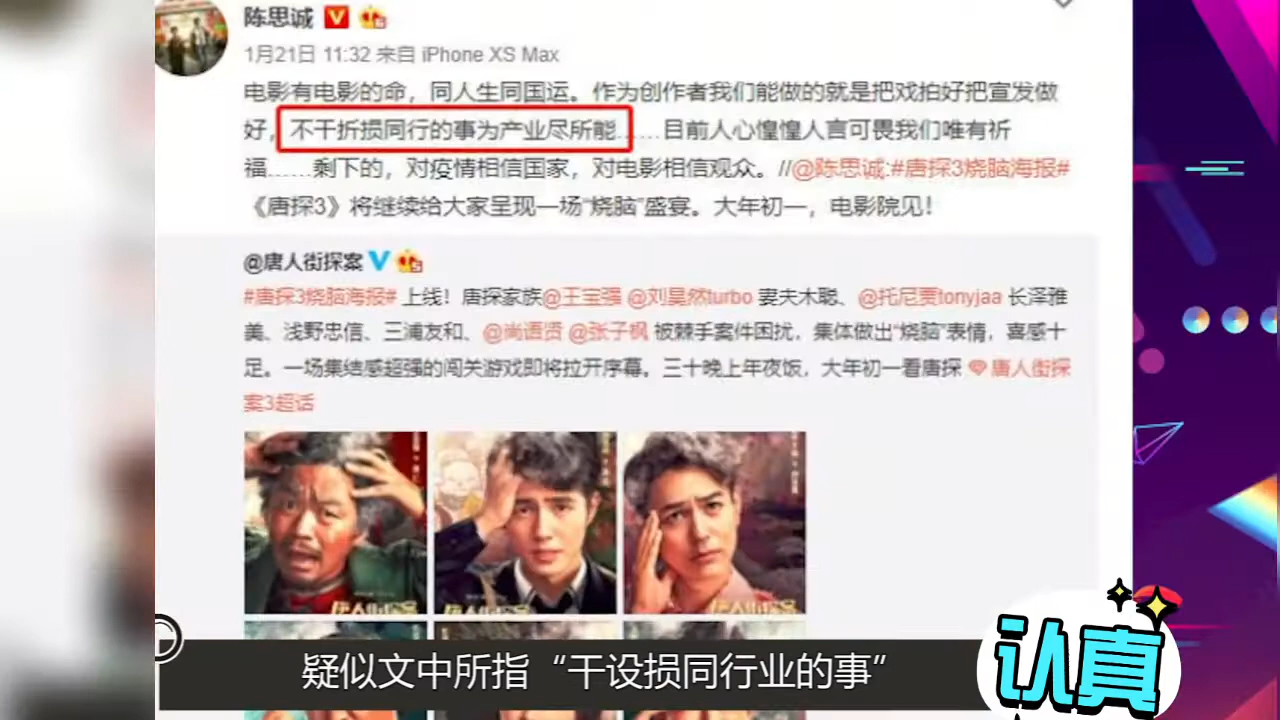 陈思诚
1月21日 11:32 来自 iPhone XS Max
电影有电影的命，同人生同国运。作为创作者我们能做的就是把戏拍好把宣发做
好，不干折损同行的事为产业尽所能……目前人心惶惶人言可畏我们唯有祈
福……剩下的，对疫情相信国家，对电影相信观众。//@陈思诚:#唐探3烧脑海报#
《唐探3》将继续给大家呈现一场“烧脑”盛宴。大年初一，电影院见！
@唐人街探案
#唐探3烧脑海报# 上线！唐探家族@王宝强 @刘昊然turbo 妻夫木聪、@托尼贾tonyjaa 长泽雅
美、浅野忠信、三浦友和、@尚语贤 @张子枫 被棘手案件困扰，集体做出“烧脑”表情，喜感十
足。一场集结感超强的闯关游戏即将拉开序幕。三十晚上年夜饭，大年初一看唐探 唐人街探
案3超话
疑似文中所指“干设损同行业的事”
认真